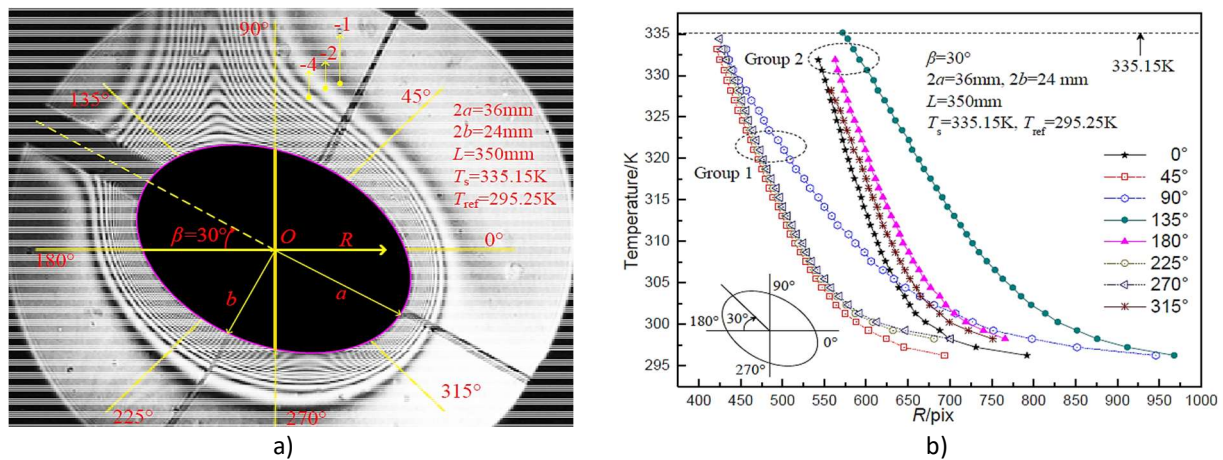 90°
-1
-2
-4
135°
45°
2a=36mm
2b=24mm
L=350mm
Ts=335.15K
Tref=295.25K
β=30°
O
R
0°
180°
b
a
225°
270°
315°
a)
335
330
325
320
315
310
305
300
295
Temperature/K
Group 2
Group 1
β=30°
2a=36mm, 2b=24 mm
L=350mm
Ts=335.15K, Tref=295.25K
335.15K
0°
45°
90°
135°
180°
225°
270°
315°
90°
180°
30°
0°
270°
400 450 500 550 600 650 700 750 800 850 900 950 1000
R/pix
b)